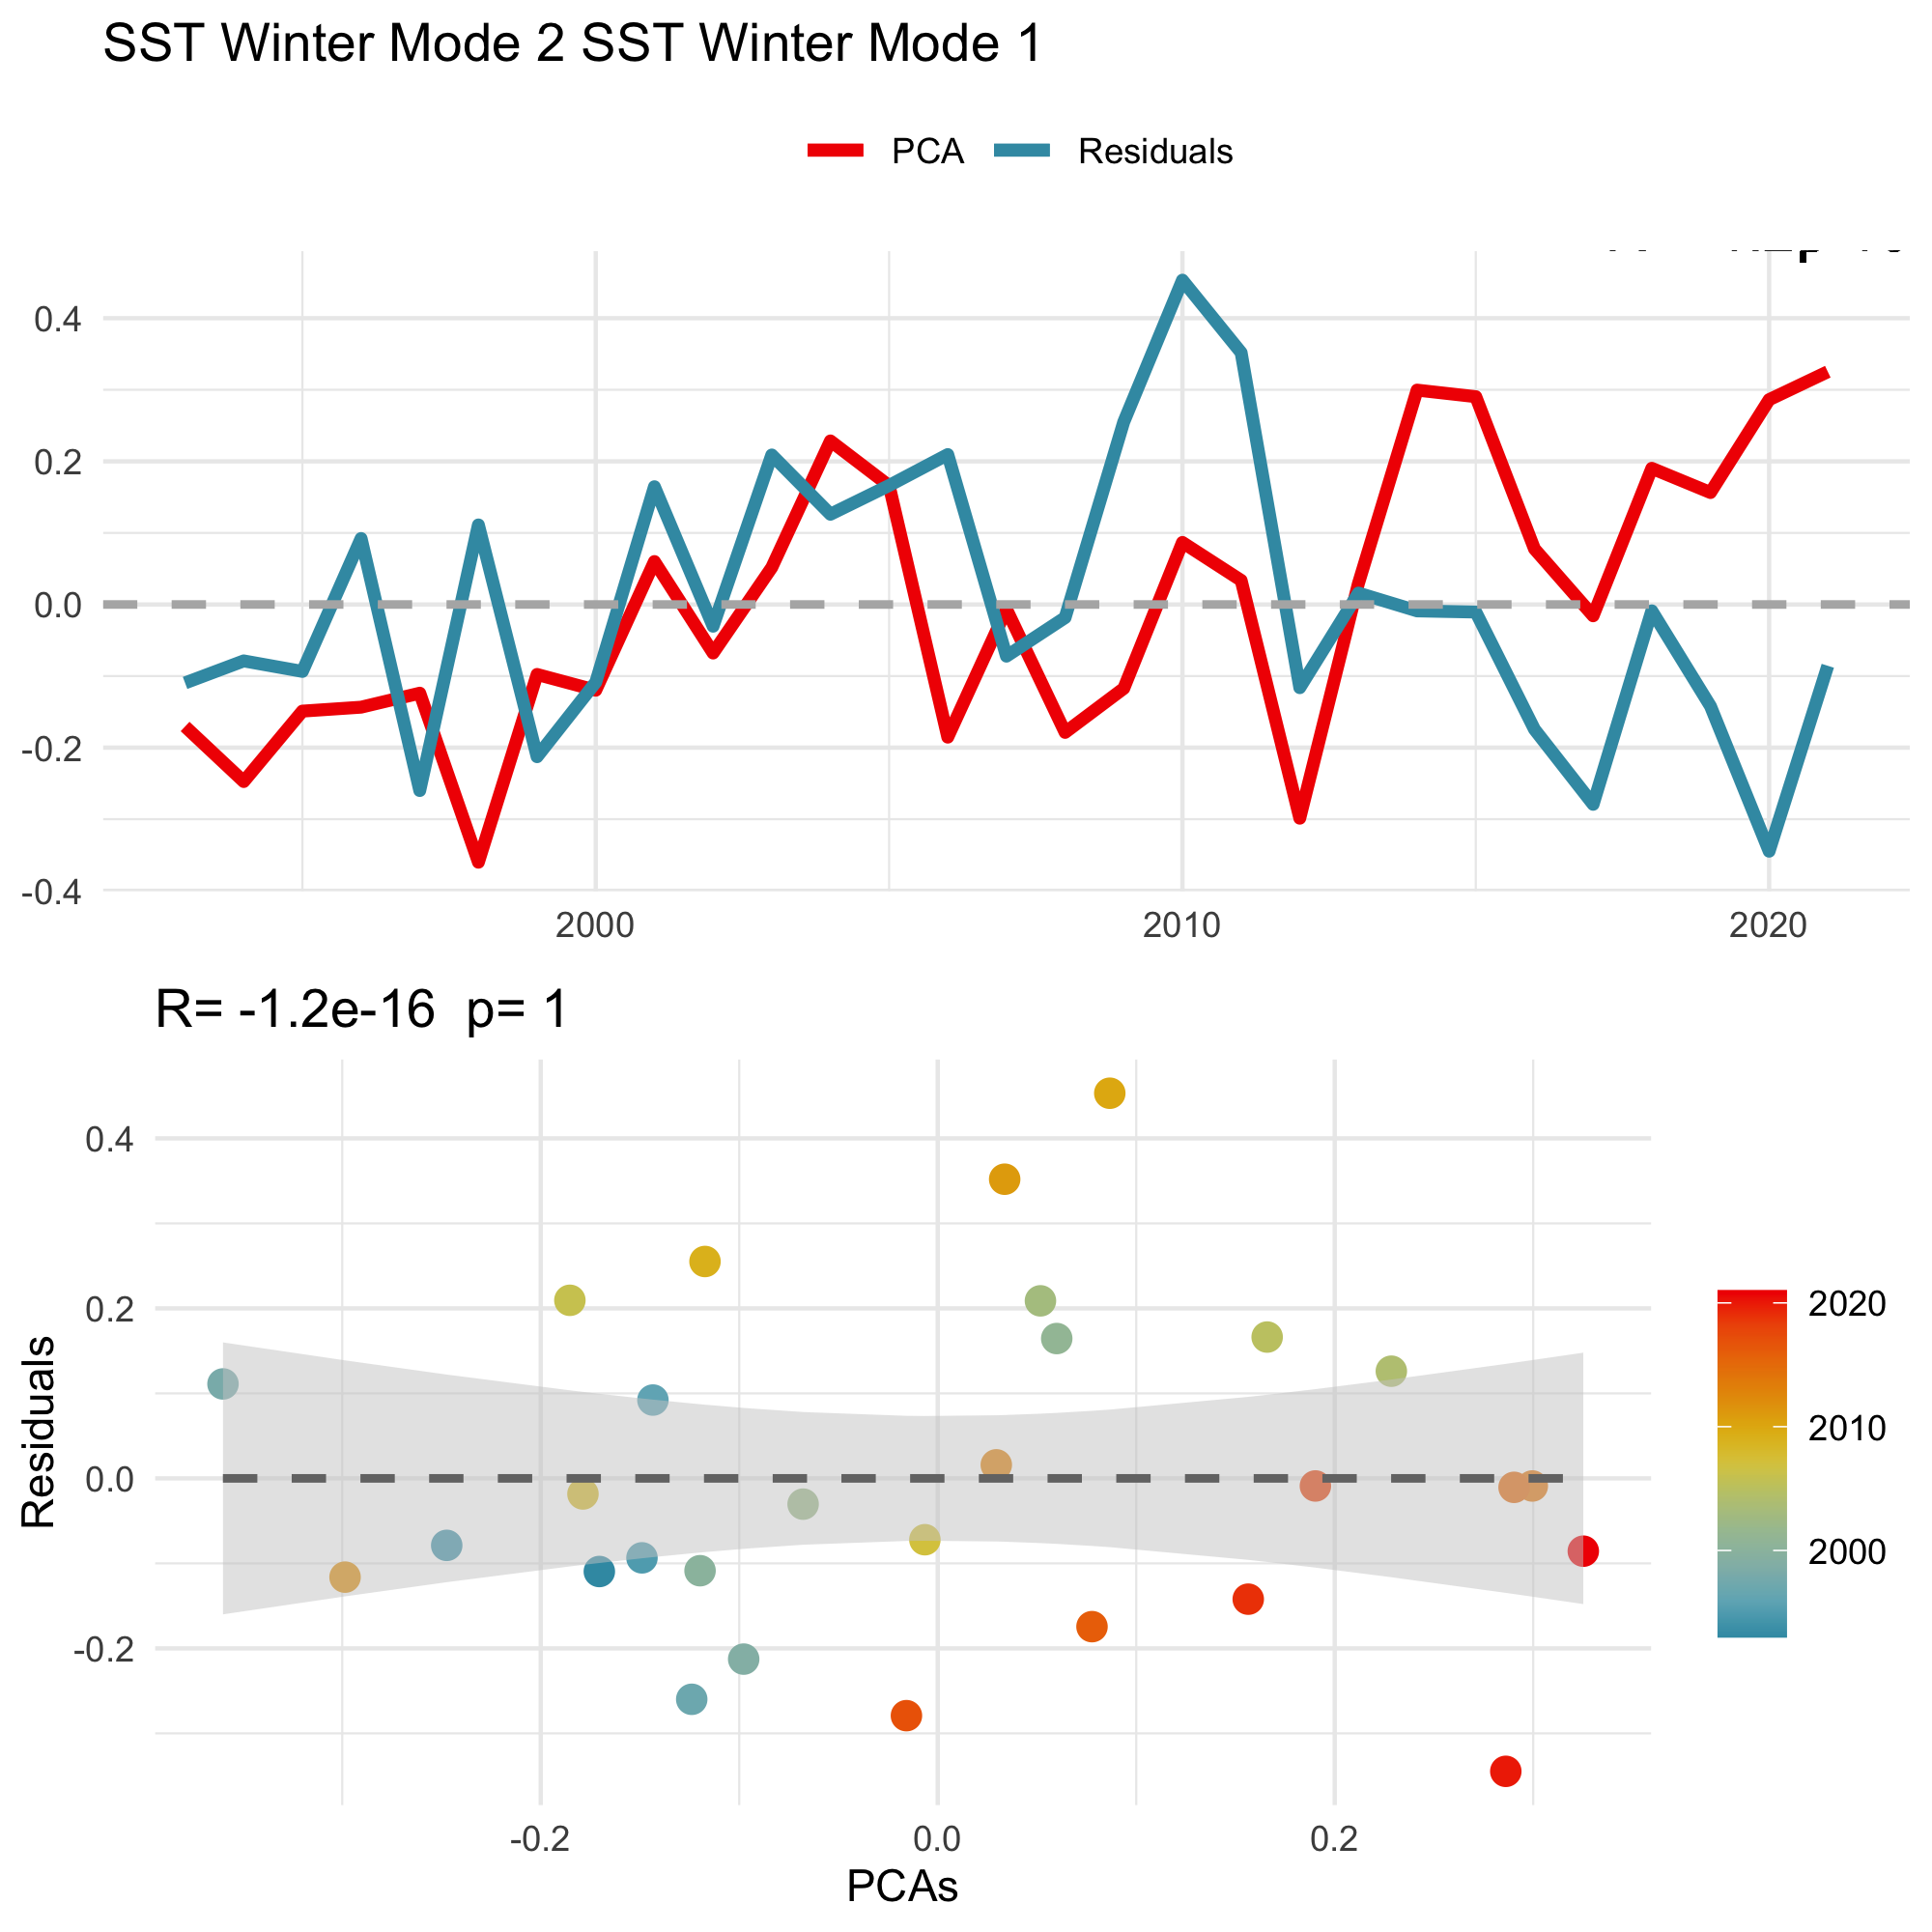 SST Winter Mode 2 SST Winter Mode 1
PCA Residuals
0.4
0.2
0.0
-0.2
-0.4
2000 2010 2020
R= -1.2e-16 p= 1
Residuals
0.4
0.2
0.0
-0.2
-0.2 0.0 0.2
PCAs
2020
2010
2000